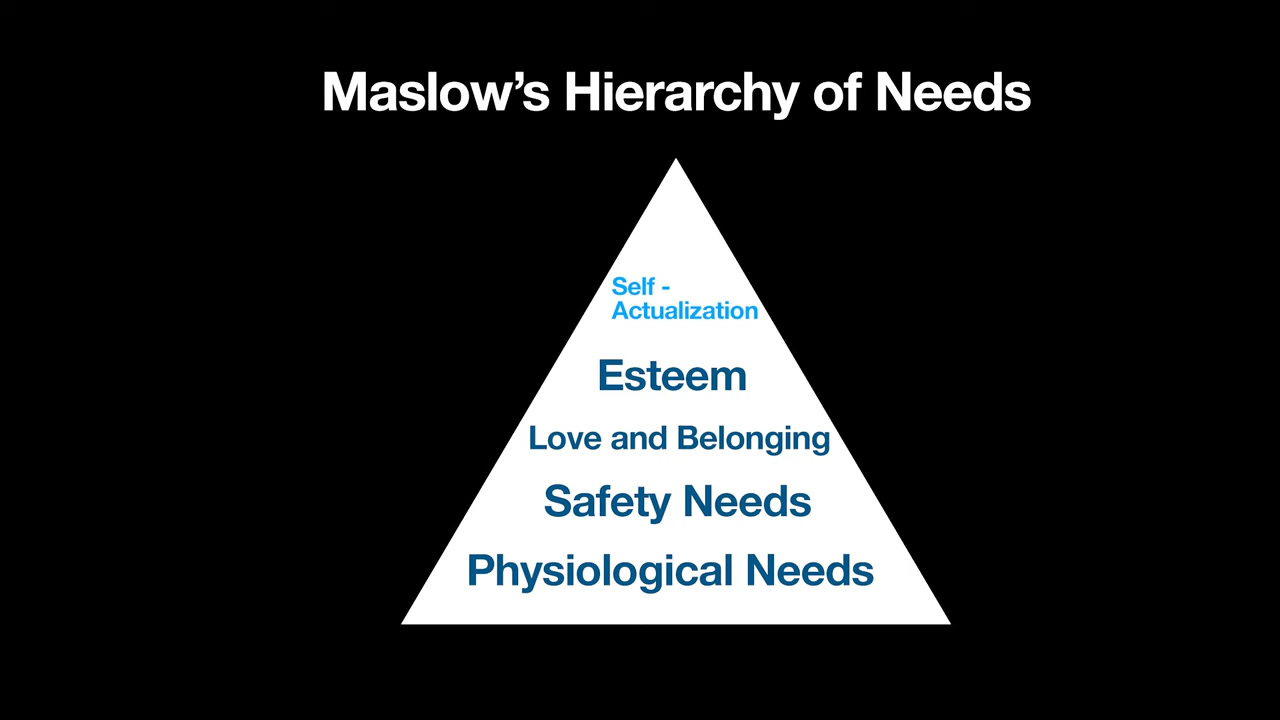 Maslow’s Hierarchy of Needs
Self -
Actualization
Esteem
Love and Belonging
Safety Needs
Physiological Needs